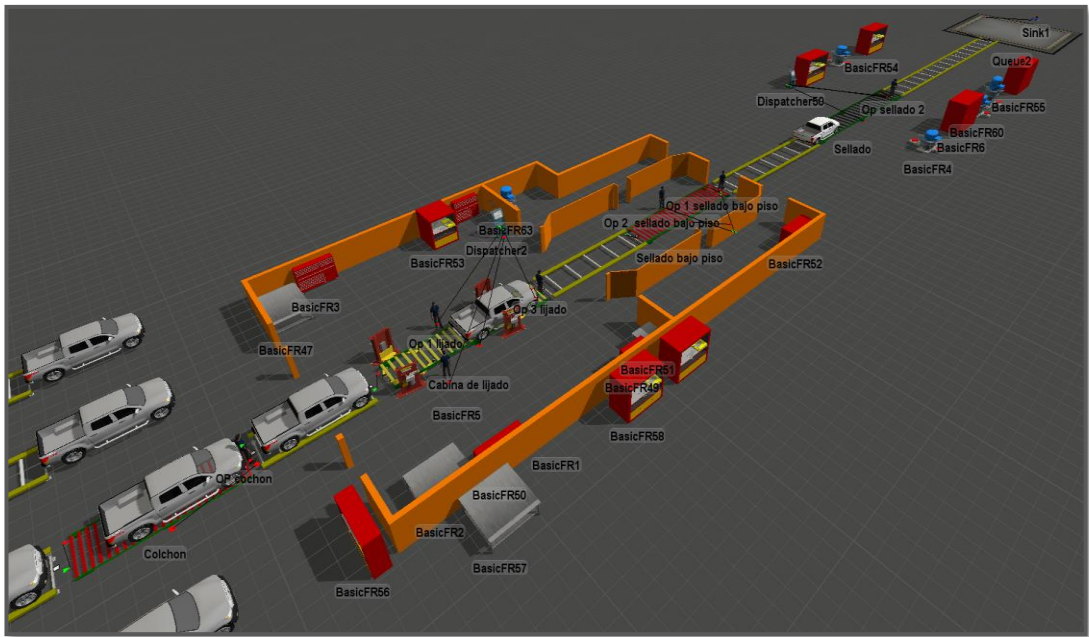 Sink1
Queue2
BasicFR54
Dispatcher50
Op sellado 2
BasicFR55
BasicFR60
BasicFR6
BasicFR4
Sellado
Op 1 sellado bajo piso
Op 2 sellado bajo piso
BasicFR63
Dispatcher2
BasicFR53
Sellado bajo piso
BasicFR52
BasicFR3
Op 3 lijado
Op 1 lijado
BasicFR47
Cabina de lijado
BasicFR51
BasicFR49
BasicFR5
BasicFR58
BasicFR1
OP cochon
BasicFR50
BasicFR2
Colchon
BasicFR57
BasicFR56